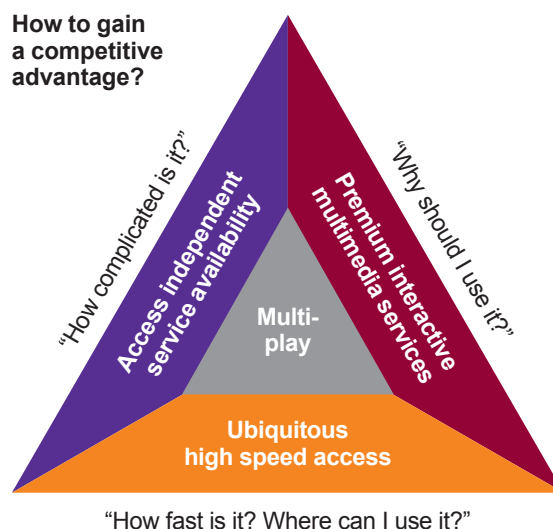 How to gain
a competitive
advantage?
“How complicated is it?”
Access independent
service availability
Premium interactive
multimedia services
“Why should I use it?”
Multi-
play
Ubiquitous
high speed access
“How fast is it? Where can I use it?”